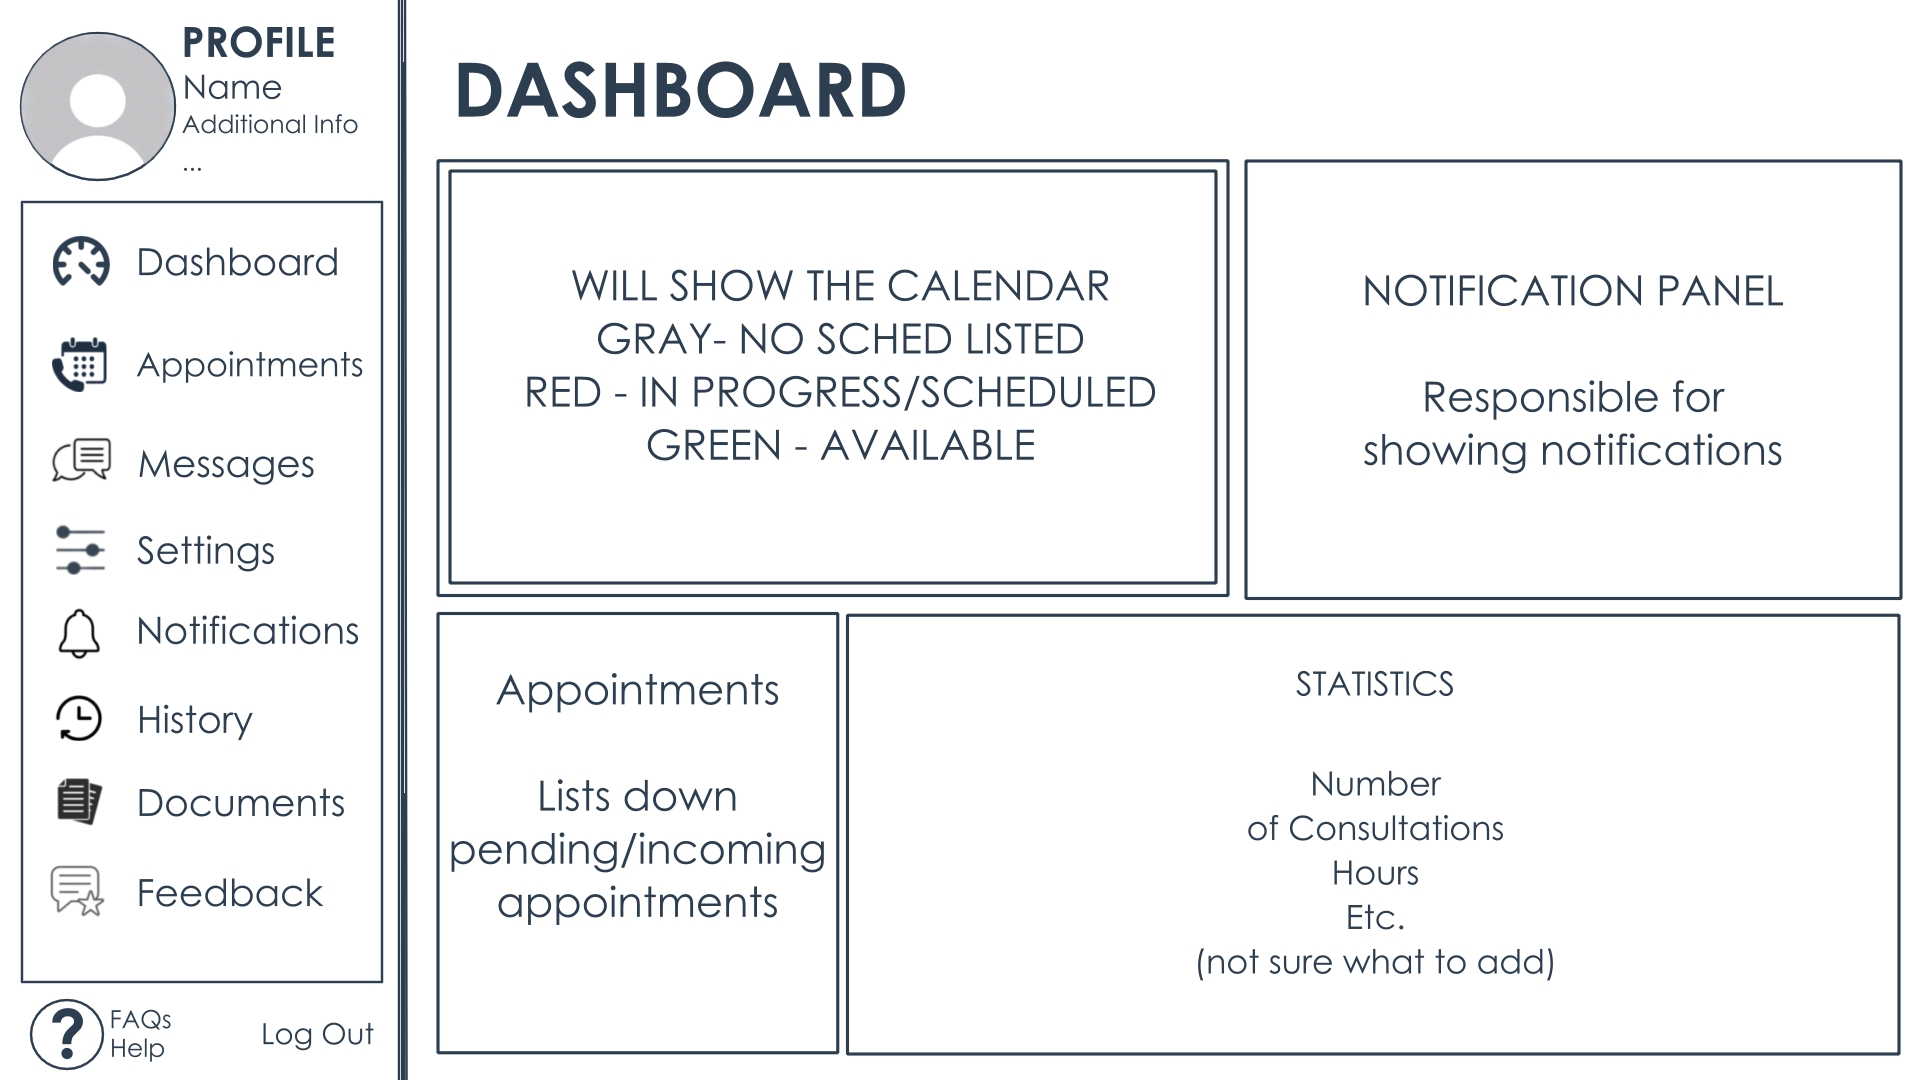 PROFILE
Name
Additional Info
...
Dashboard
Appointments
Messages
Settings
Notifications
History
Documents
Feedback
FAQs
Help
Log Out
DASHBOARD
WILL SHOW THE CALENDAR
GRAY- NO SCHED LISTED
RED - IN PROGRESS/SCHEDULED
GREEN - AVAILABLE
NOTIFICATION PANEL
Responsible for
showing notifications
Appointments
Lists down
pending/incoming
appointments
STATISTICS
Number
of Consultations
Hours
Etc.
(not sure what to add)